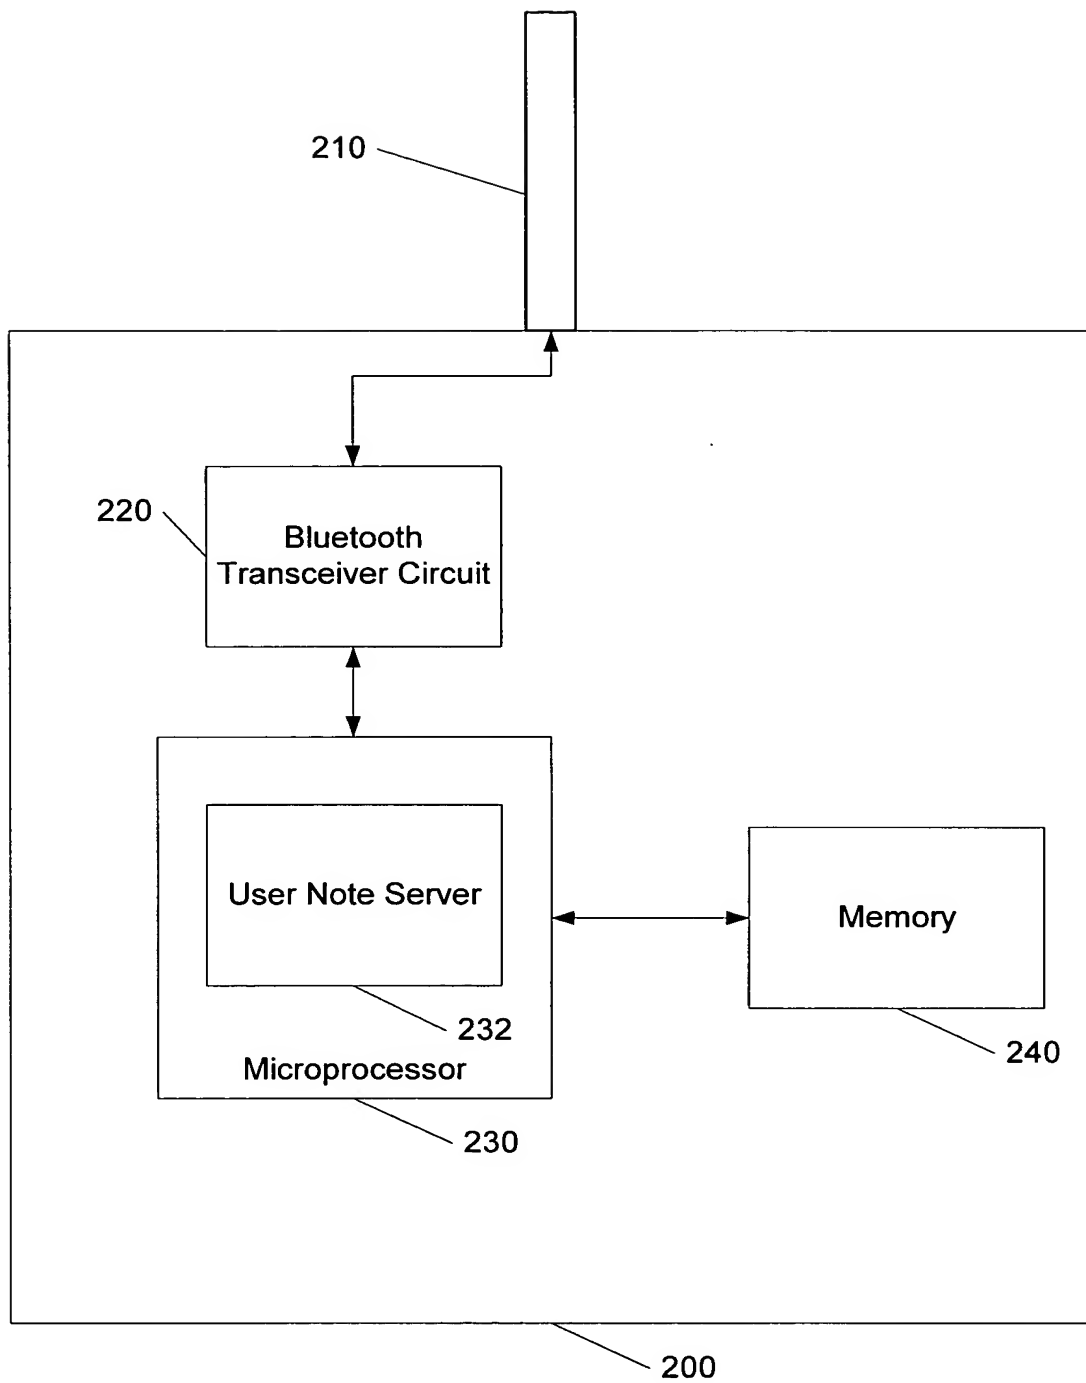 210
220
Bluetooth
Transceiver Circuit
User Note Server
Memory
232
240
Microprocessor
230
200